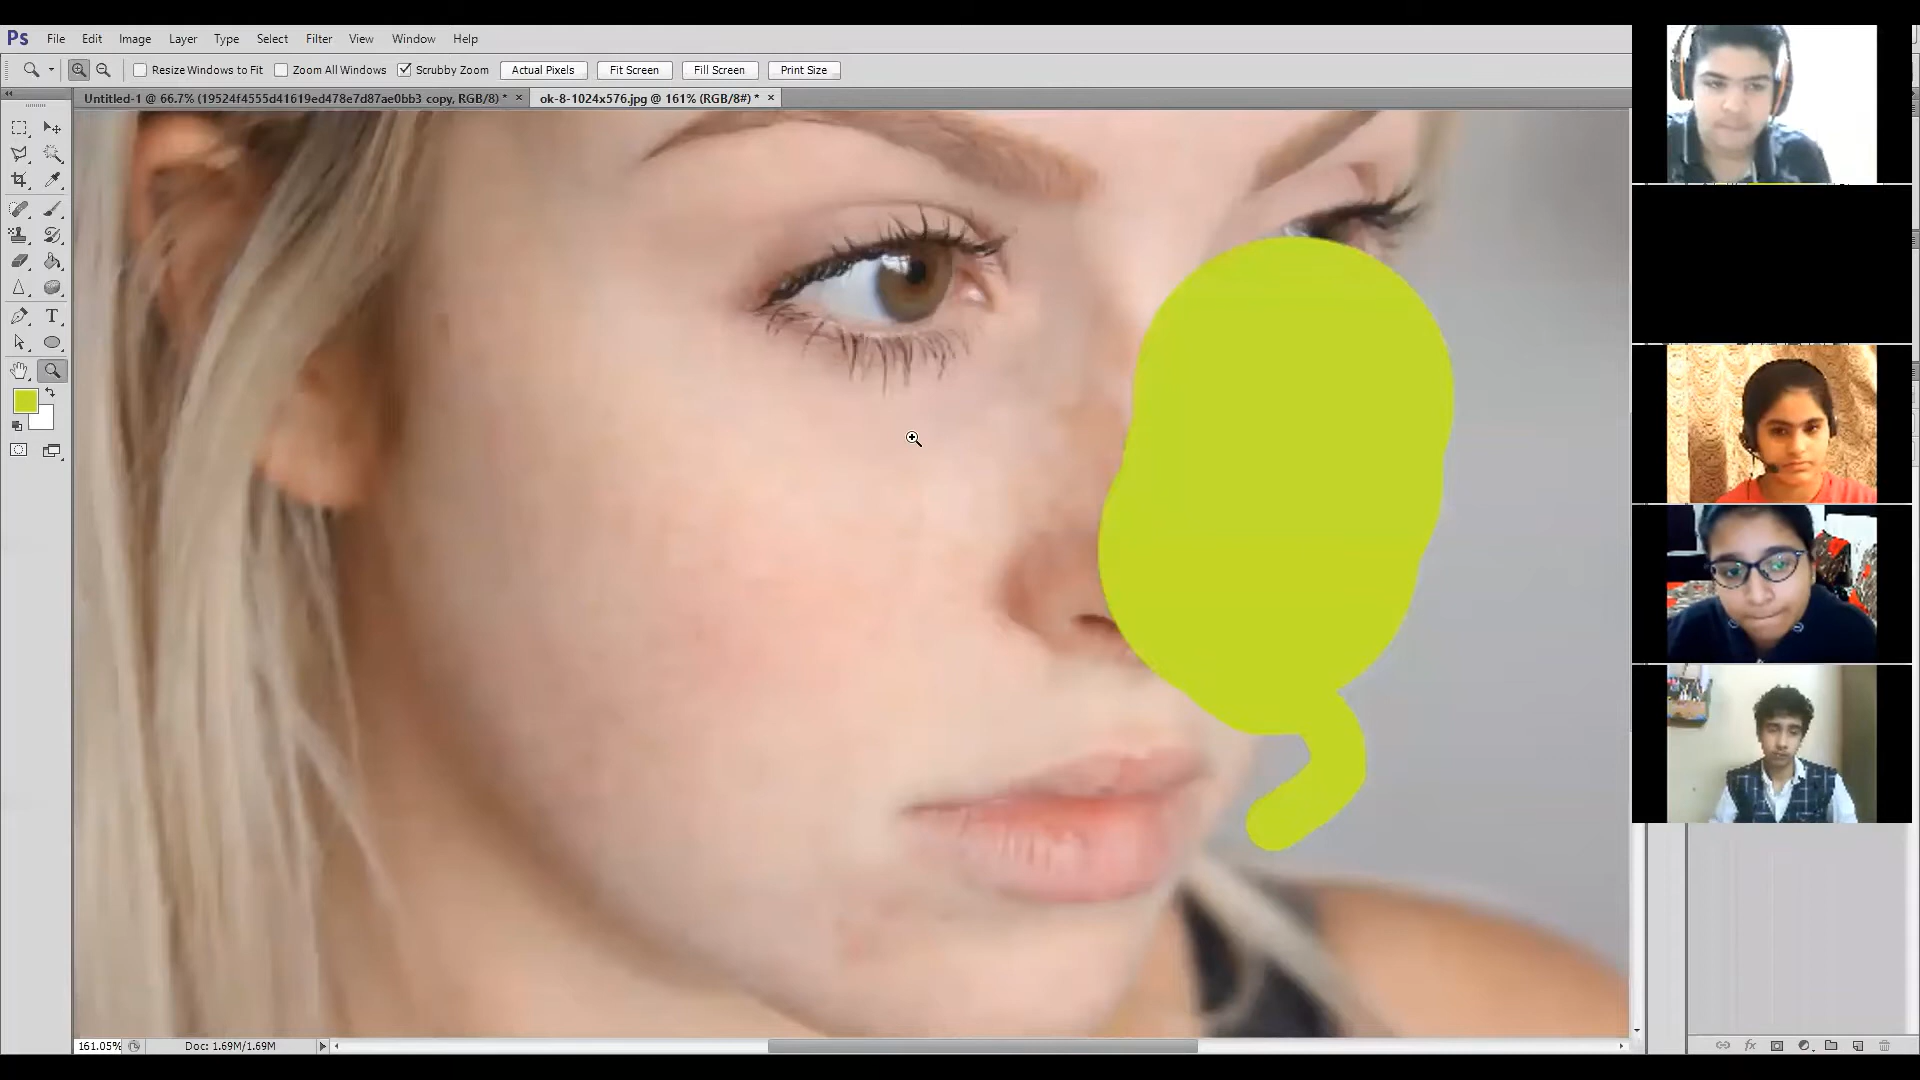 Ps File Edit Image Layer Type Select Filter View Window Help
Resize Windows to Fit Zoom All Windows Scrubby Zoom Actual Pixels Fit Screen Fill Screen Print Size
Untitled-1 @ 66.7% (19524f4555d41619ed478e7d87ae0bb3 copy, RGB/8) * × ok-8-1024x576.jpg @ 161% (RGB/8#) * ×
T
161.05% Doc: 1.69M/1.69M fx